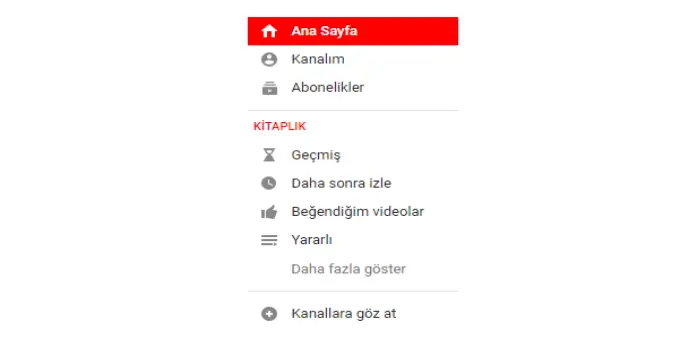 Ana Sayfa
Kanalım
Abonelikler
KİTAPLIK
Geçmiş
Daha sonra izle
Beğendiğim videolar
Yararlı
Daha fazla göster
Kanallara göz at